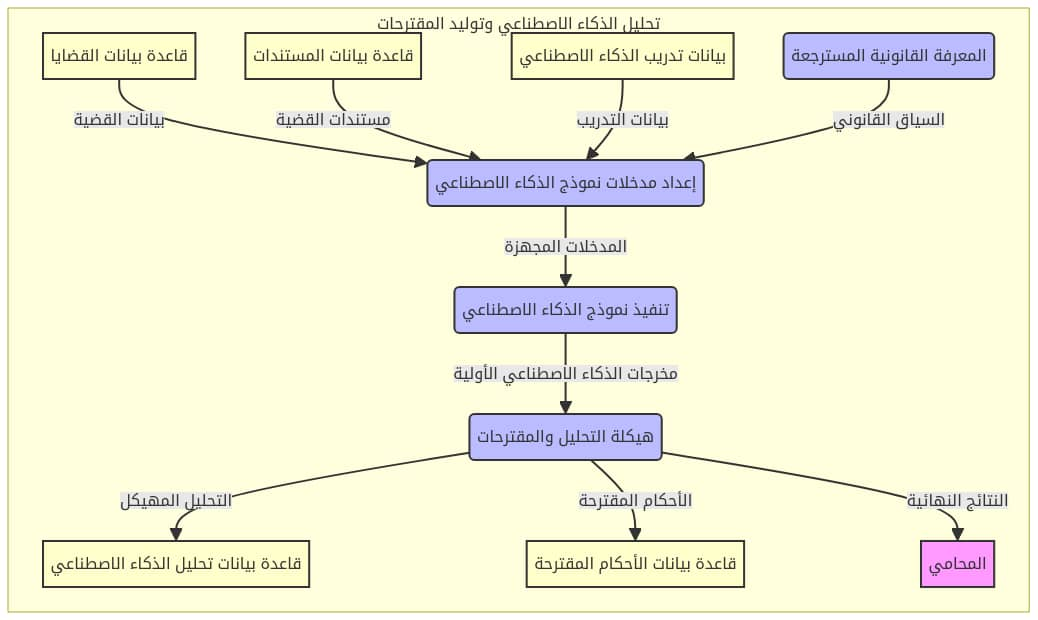 تحليل الذكاء الاصطناعي وتوليد المقترحات
المعرفة القانونية المسترجعة
بيانات تدريب الذكاء الاصطناعي
قاعدة بيانات المستندات
قاعدة بيانات القضايا
السياق القانوني
بيانات التدريب
مستندات القضية
بيانات القضية
إعداد مدخلات نموذج الذكاء الاصطناعي
المدخلات المجهزة
تنفيذ نموذج الذكاء الاصطناعي
مخرجات الذكاء الاصطناعي الأولية
هيكلة التحليل والمقترحات
النتائج النهائية
الأحكام المقترحة
التحليل المهيكل
المحامي
قاعدة بيانات الأحكام المقترحة
قاعدة بيانات تحليل الذكاء الاصطناعي